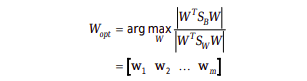 W_opt = arg max_W |W^T S_B W| / |W^T S_W W|
= [w_1 w_2 … w_m]